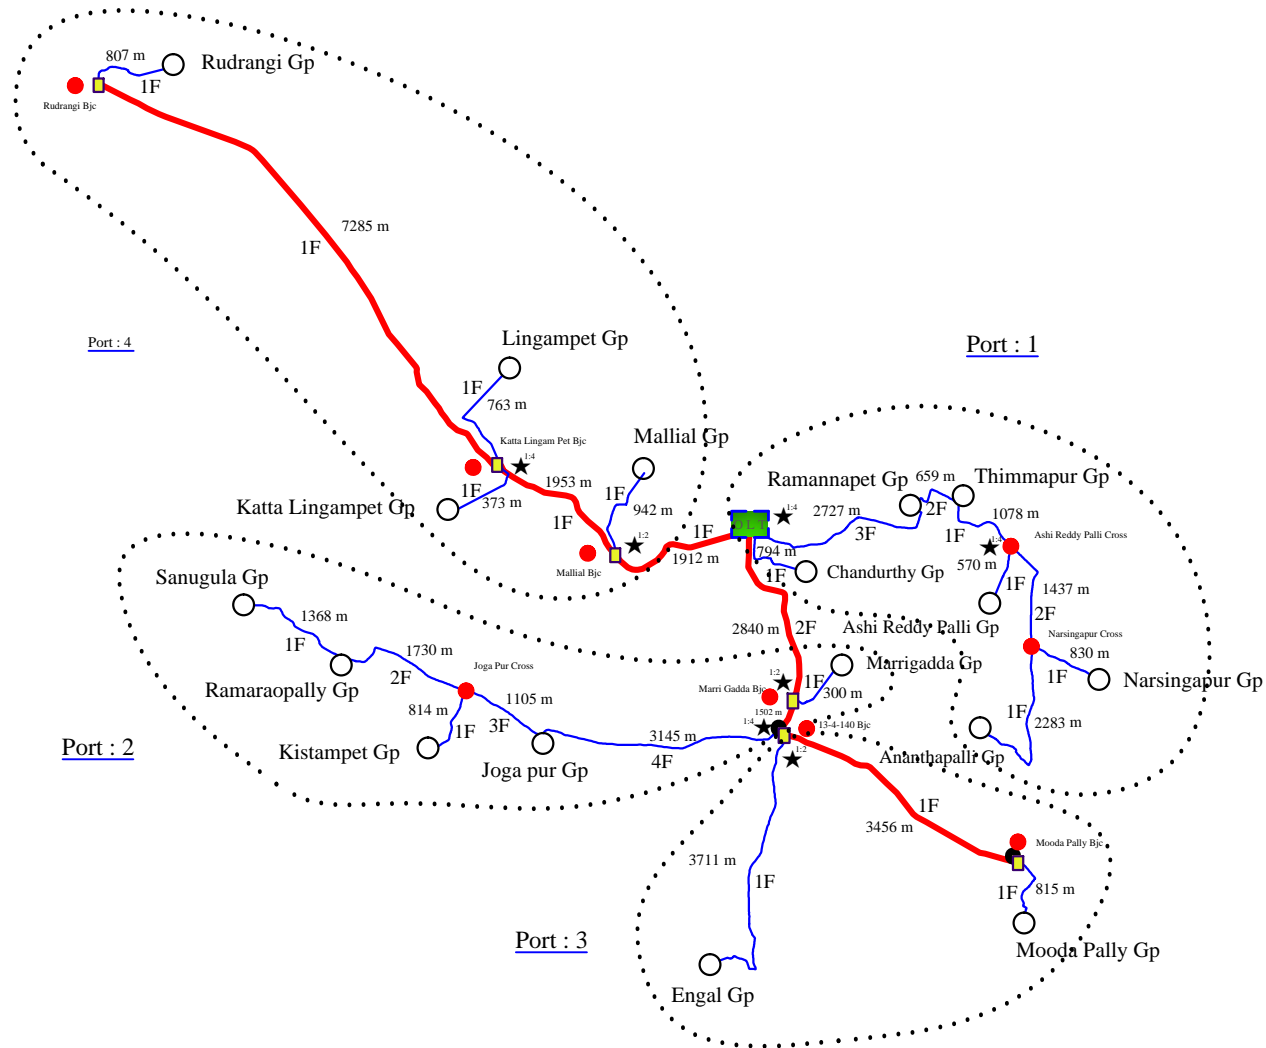 807 m
Rudrangi Gp
1F
Rudrangi Bjc
7285 m
1F
Port : 4
Lingampet Gp
Port : 1
1F
763 m
Katta Lingam Pet Bjc
1:4
Mallial Gp
1F
373 m
1953 m
Katta Lingampet Gp
1F
1F
942 m
1:2
Mallial Bjc
1F
1912 m
OLT
1:4
Ramannapet Gp
659 m
Thimmapur Gp
2727 m
2F
3F
1078 m
1F
Ashi Reddy Palli Cross
1:4
794 m
1F
Chandurthy Gp
570 m
1F
1437 m
2F
Ashi Reddy Palli Gp
Narsingapur Cross
830 m
1F
Narsingapur Gp
1F
2283 m
Ananthapalli Gp
2840 m
2F
Marrigadda Gp
1:2
1F
300 m
Marri Gadda Bjc
1502 m
1:4
13-4-140 Bjc
1:2
Sanugula Gp
1368 m
1F
Ramaraopally Gp
1730 m
2F
Joga Pur Cross
814 m
1F
1105 m
3F
Kistampet Gp
Joga pur Gp
3145 m
4F
Port : 2
3711 m
1F
1F
3456 m
Mooda Pally Bjc
1F
815 m
Mooda Pally Gp
Port : 3
Engal Gp